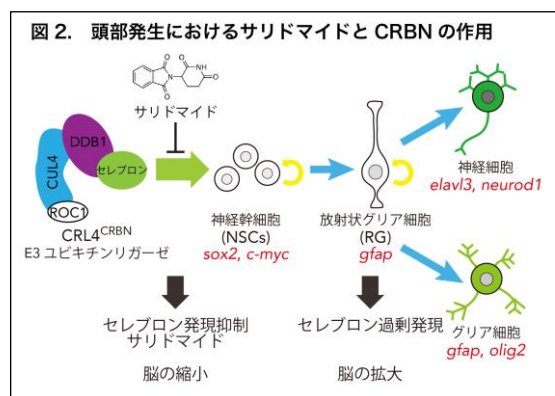 図 2. 頭部発生におけるサリドマイドと CRBN の作用
O
NH
O
N
O
O
サリドマイド
DDB1
CUL4
セレブロン
ROC1
CRL4CRBN
E3 ユビキチンリガーゼ
神経幹細胞
(NSCs)
sox2, c-myc
放射状グリア細胞
(RG)
gfap
神経細胞
elavl3, neurod1
グリア細胞
gfap, olig2
セレブロン発現抑制
サリドマイド
脳の縮小
セレブロン過剰発現
脳の拡大